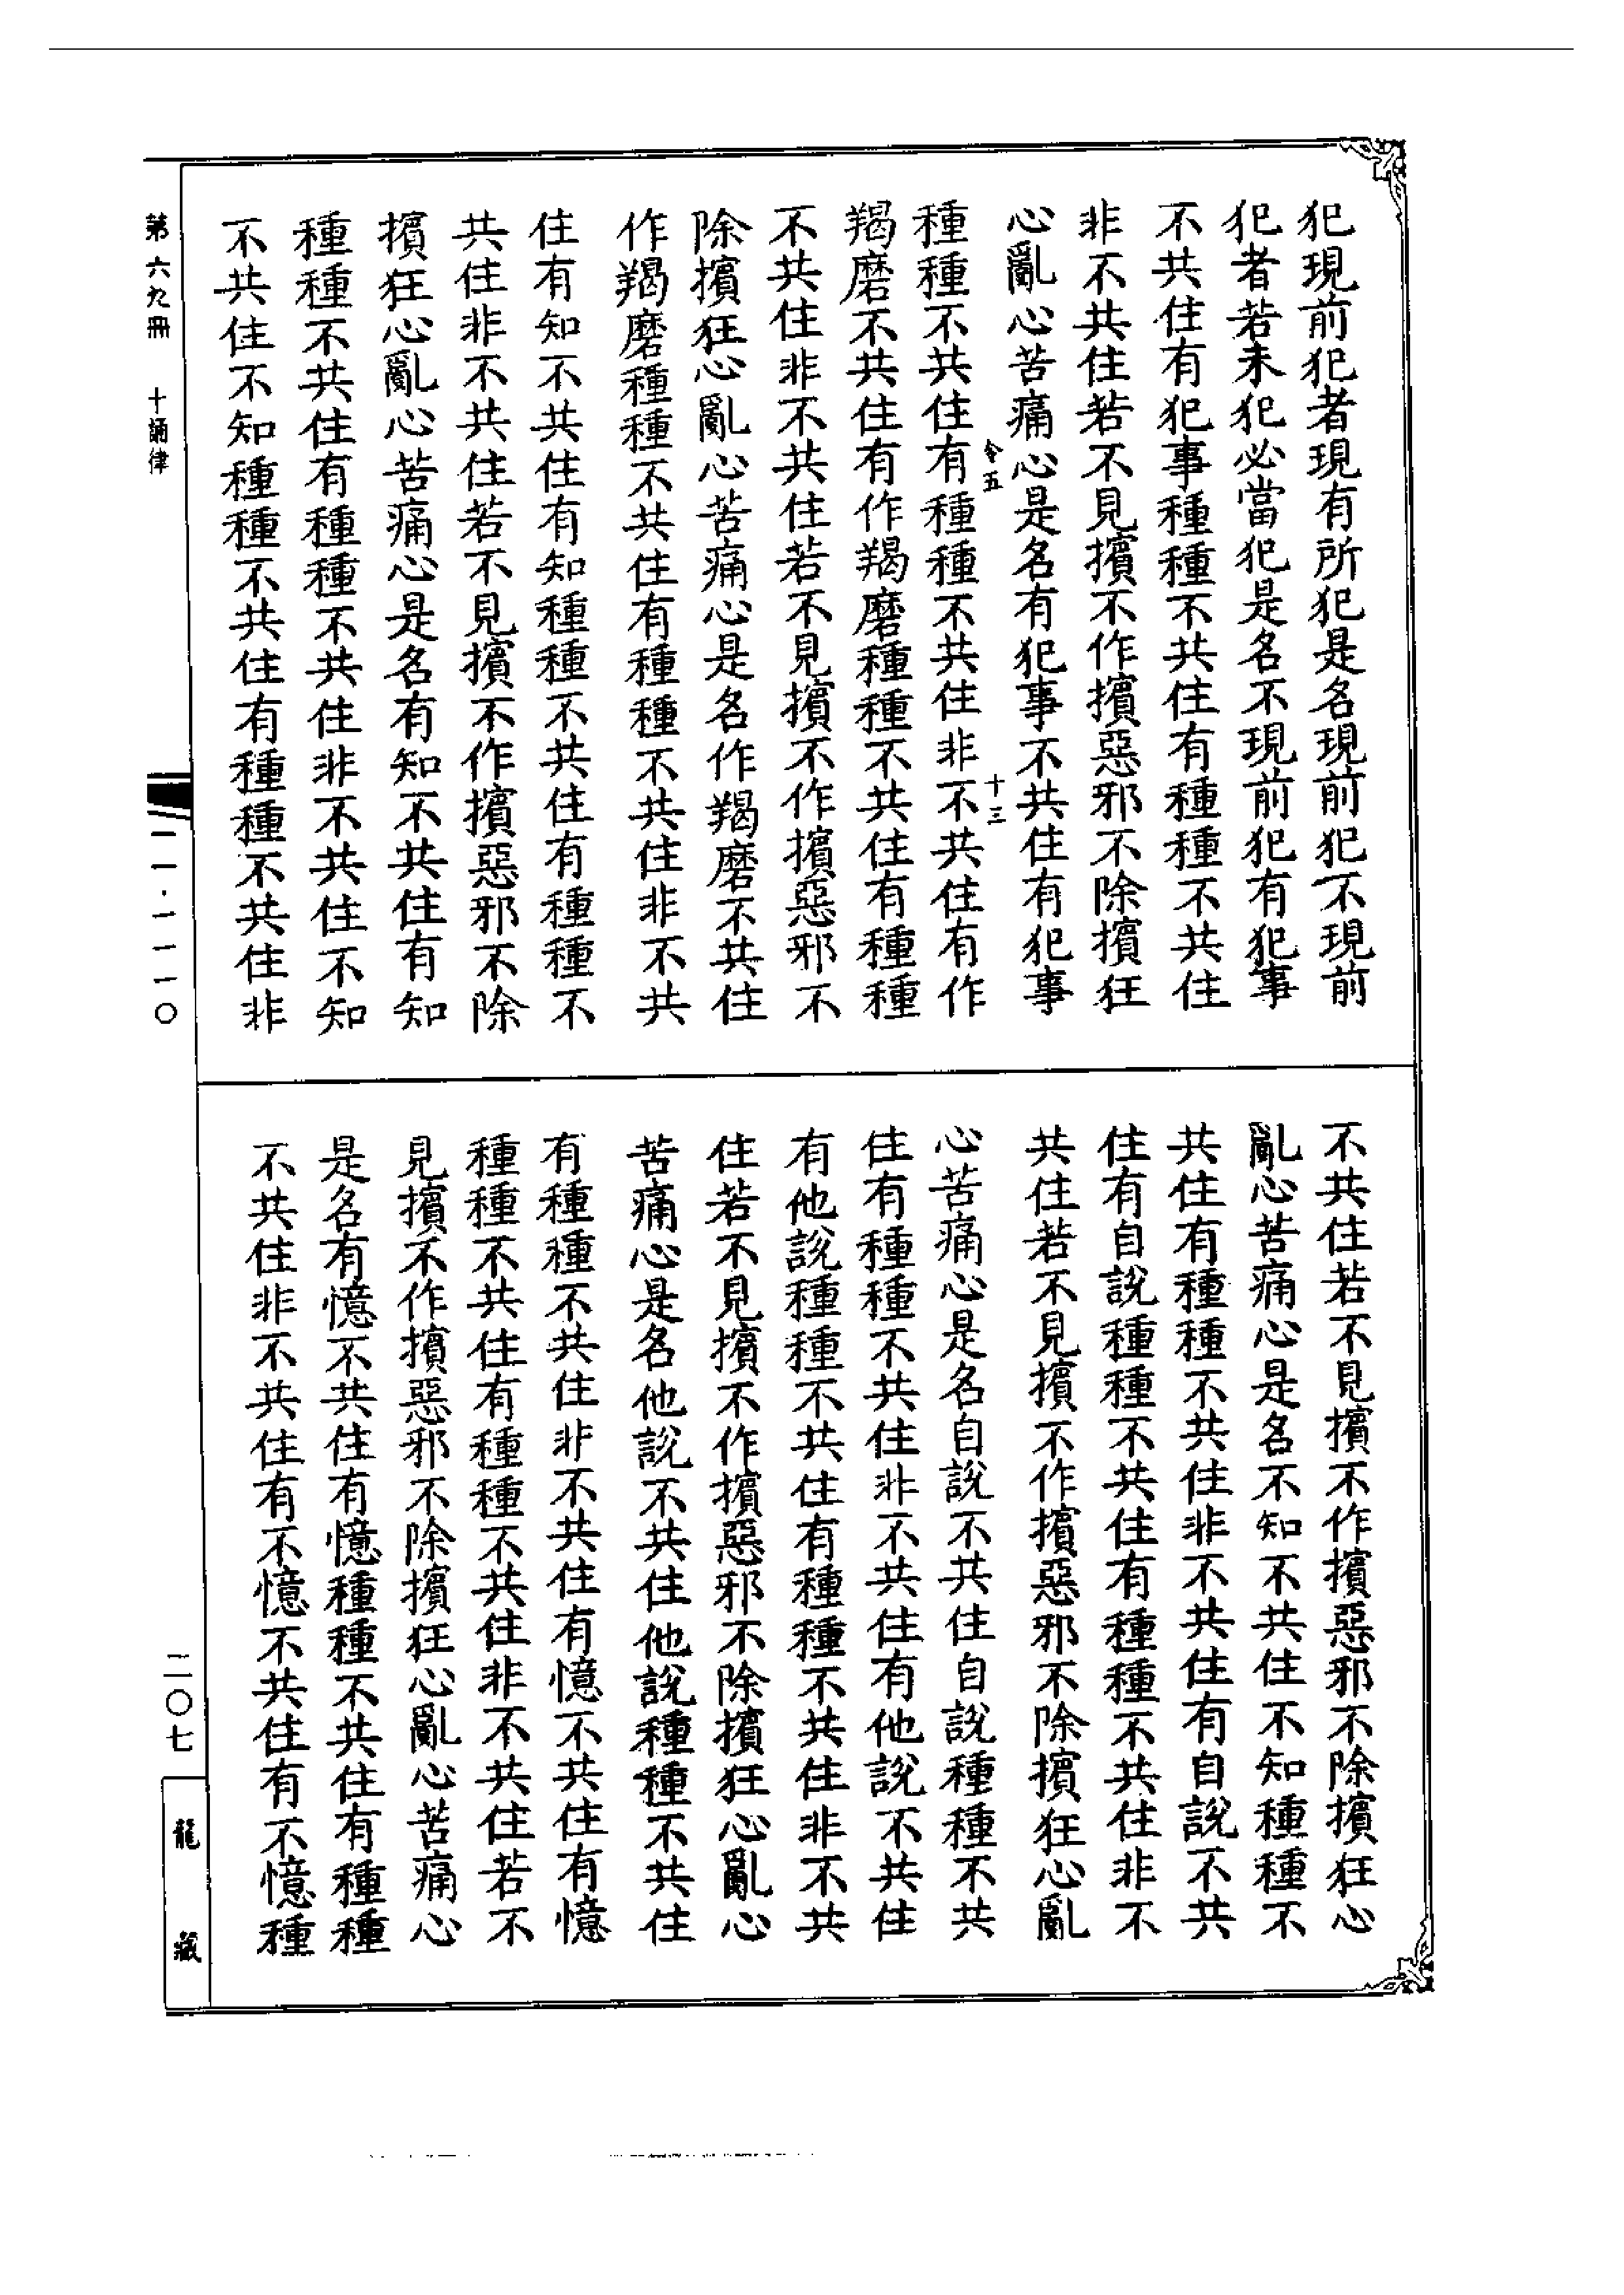 犯現前犯者現有所犯是名現前犯不現前
犯者若未犯必當犯是名不現前犯有犯事
不共住有犯事種種不共住有種種不共住
非不共住若不見擯不作擯惡邪不除擯狂
心亂心苦痛心是名有犯事不共住有犯事
令五 十三
種種不共住有種種不共住非不共住有作
羯磨不共住有作羯磨種種不共住有種種
不共住非不共住若不見擯不作擯惡邪不
除擯狂心亂心苦痛心是名作羯磨不共住
作羯磨種種不共住有種種不共住非不共
住有知不共住有知種種不共住有種種不
共住非不共住若不見擯不作擯惡邪不除
擯狂心亂心苦痛心是名有知不共住有知
種種不共住有種種不共住非不共住不知
不共住不知種種不共住有種種不共住非
不共住若不見擯不作擯惡邪不除擯狂心
亂心苦痛心是名不知不共住不知種種不
共住有種種不共住非不共住有自說不共
住有自說種種不共住有種種不共住非不
共住若不見擯不作擯惡邪不除擯狂心亂
心苦痛心是名自說不共住自說種種不共
住有種種不共住非不共住有他說不共住
有他說種種不共住有種種不共住非不共
住若不見擯不作擯惡邪不除擯狂心亂心
苦痛心是名他說不共住他說種種不共住
有種種不共住非不共住有憶不共住有憶
種種不共住有種種不共住非不共住若不
見擯不作擯惡邪不除擯狂心亂心苦痛心
是名有憶不共住有憶種種不共住有種種
不共住非不共住有不憶不共住有不憶種
第六九冊 十誦律
二一·一一一〇
二〇七
龍藏